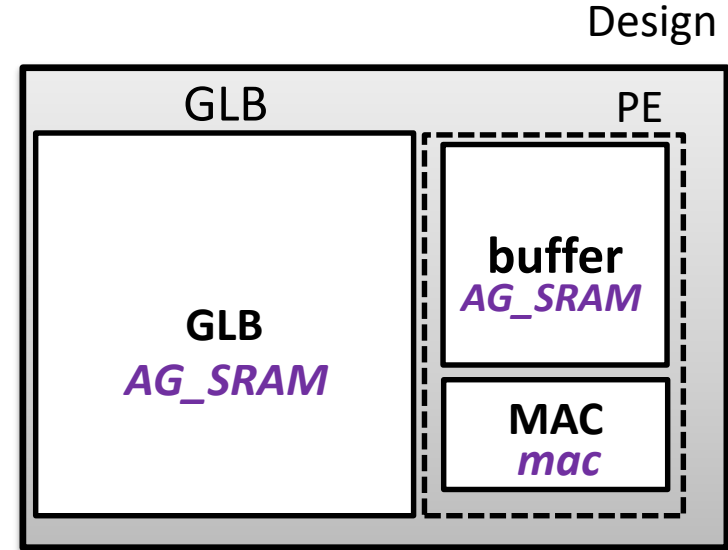 Design
GLB
PE
GLB
AG_SRAM
buffer
AG_SRAM
MAC
mac